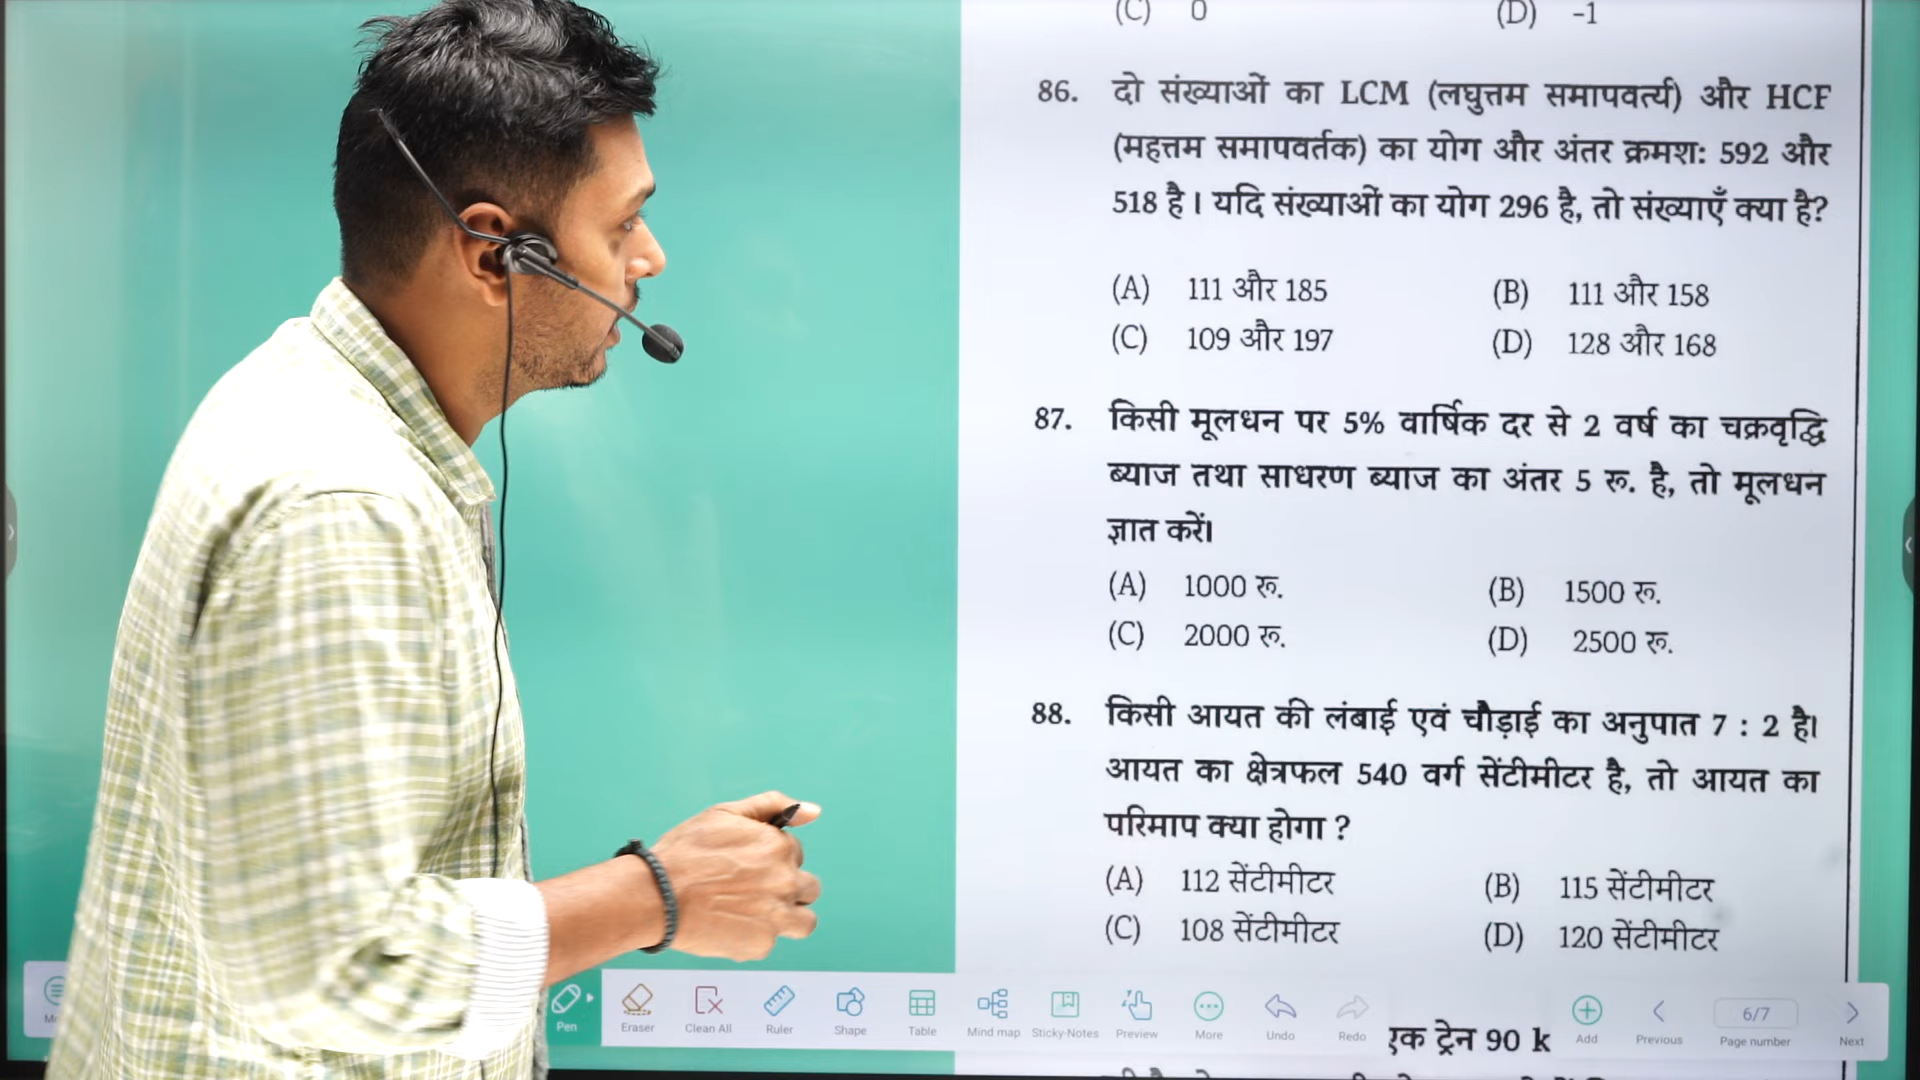 (C) 0 (D) -1
86. दो संख्याओं का LCM (लघुत्तम समापवर्त्य) और HCF
(महत्तम समापवर्तक) का योग और अंतर क्रमश: 592 और
518 है। यदि संख्याओं का योग 296 है, तो संख्याएँ क्या है?
(A) 111 और 185 (B) 111 और 158
(C) 109 और 197 (D) 128 और 168
87. किसी मूलधन पर 5% वार्षिक दर से 2 वर्ष का चक्रवृद्धि
ब्याज तथा साधरण ब्याज का अंतर 5 रू. है, तो मूलधन
ज्ञात करें।
(A) 1000 रू. (B) 1500 रू.
(C) 2000 रू. (D) 2500 रू.
88. किसी आयत की लंबाई एवं चौड़ाई का अनुपात 7 : 2 है।
आयत का क्षेत्रफल 540 वर्ग सेंटीमीटर है, तो आयत का
परिमाप क्या होगा ?
(A) 112 सेंटीमीटर (B) 115 सेंटीमीटर
(C) 108 सेंटीमीटर (D) 120 सेंटीमीटर
एक ट्रेन 90 k
Pen Eraser Clean All Ruler Shape Table Mind map Sticky-Notes Preview More Undo Redo Add Previous 6/7 Page number Next